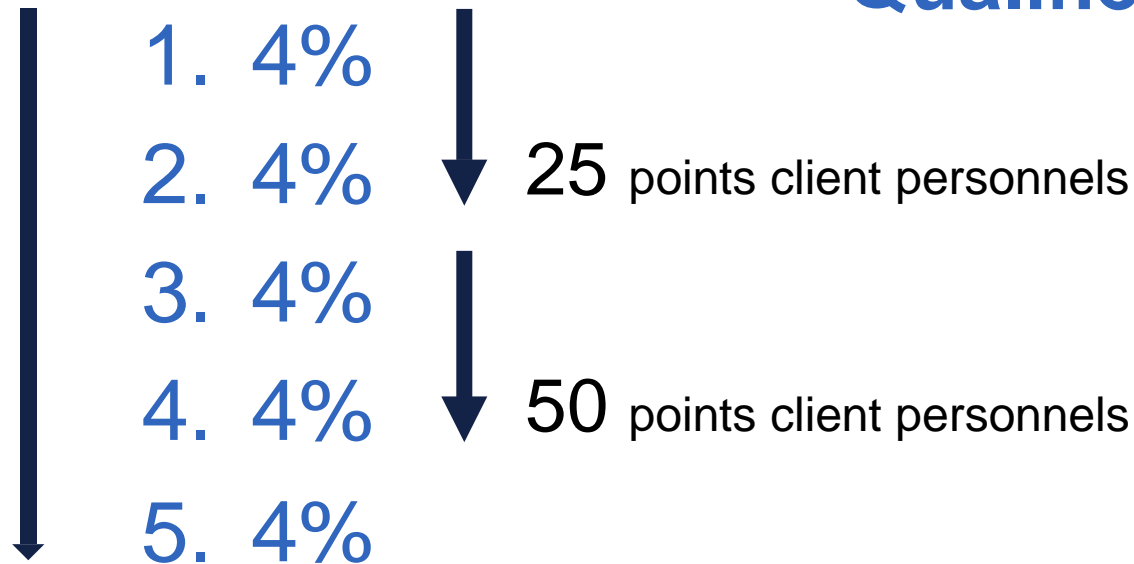 1. 4%
2. 4% 25 points client personnels
3. 4%
4. 4% 50 points client personnels
5. 4%